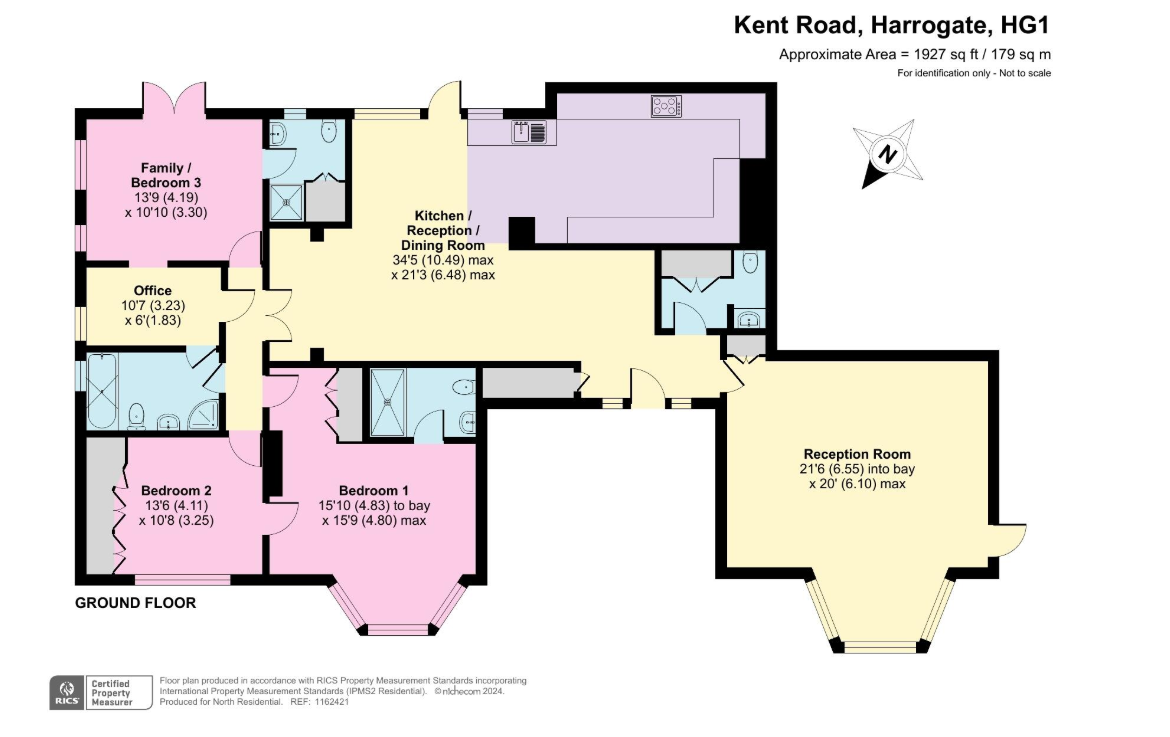 Kent Road, Harrogate, HG1
Approximate Area = 1927 sq ft / 179 sq m
For identification only - Not to scale
N
Family /
Bedroom 3
13'9 (4.19)
x 10'10 (3.30)
Kitchen /
Reception /
Dining Room
34'5 (10.49) max
x 21'3 (6.48) max
Office
10'7 (3.23)
x 6'(1.83)
Reception Room
21'6 (6.55) into bay
x 20' (6.10) max
Bedroom 2
13'6 (4.11)
x 10'8 (3.25)
Bedroom 1
15'10 (4.83) to bay
x 15'9 (4.80) max
GROUND FLOOR
RICS
Certified
Property
Measurer
Floor plan produced in accordance with RICS Property Measurement Standards incorporating
International Property Measurement Standards (IPMS2 Residential). © nichecom 2024.
Produced for North Residential. REF: 1162421